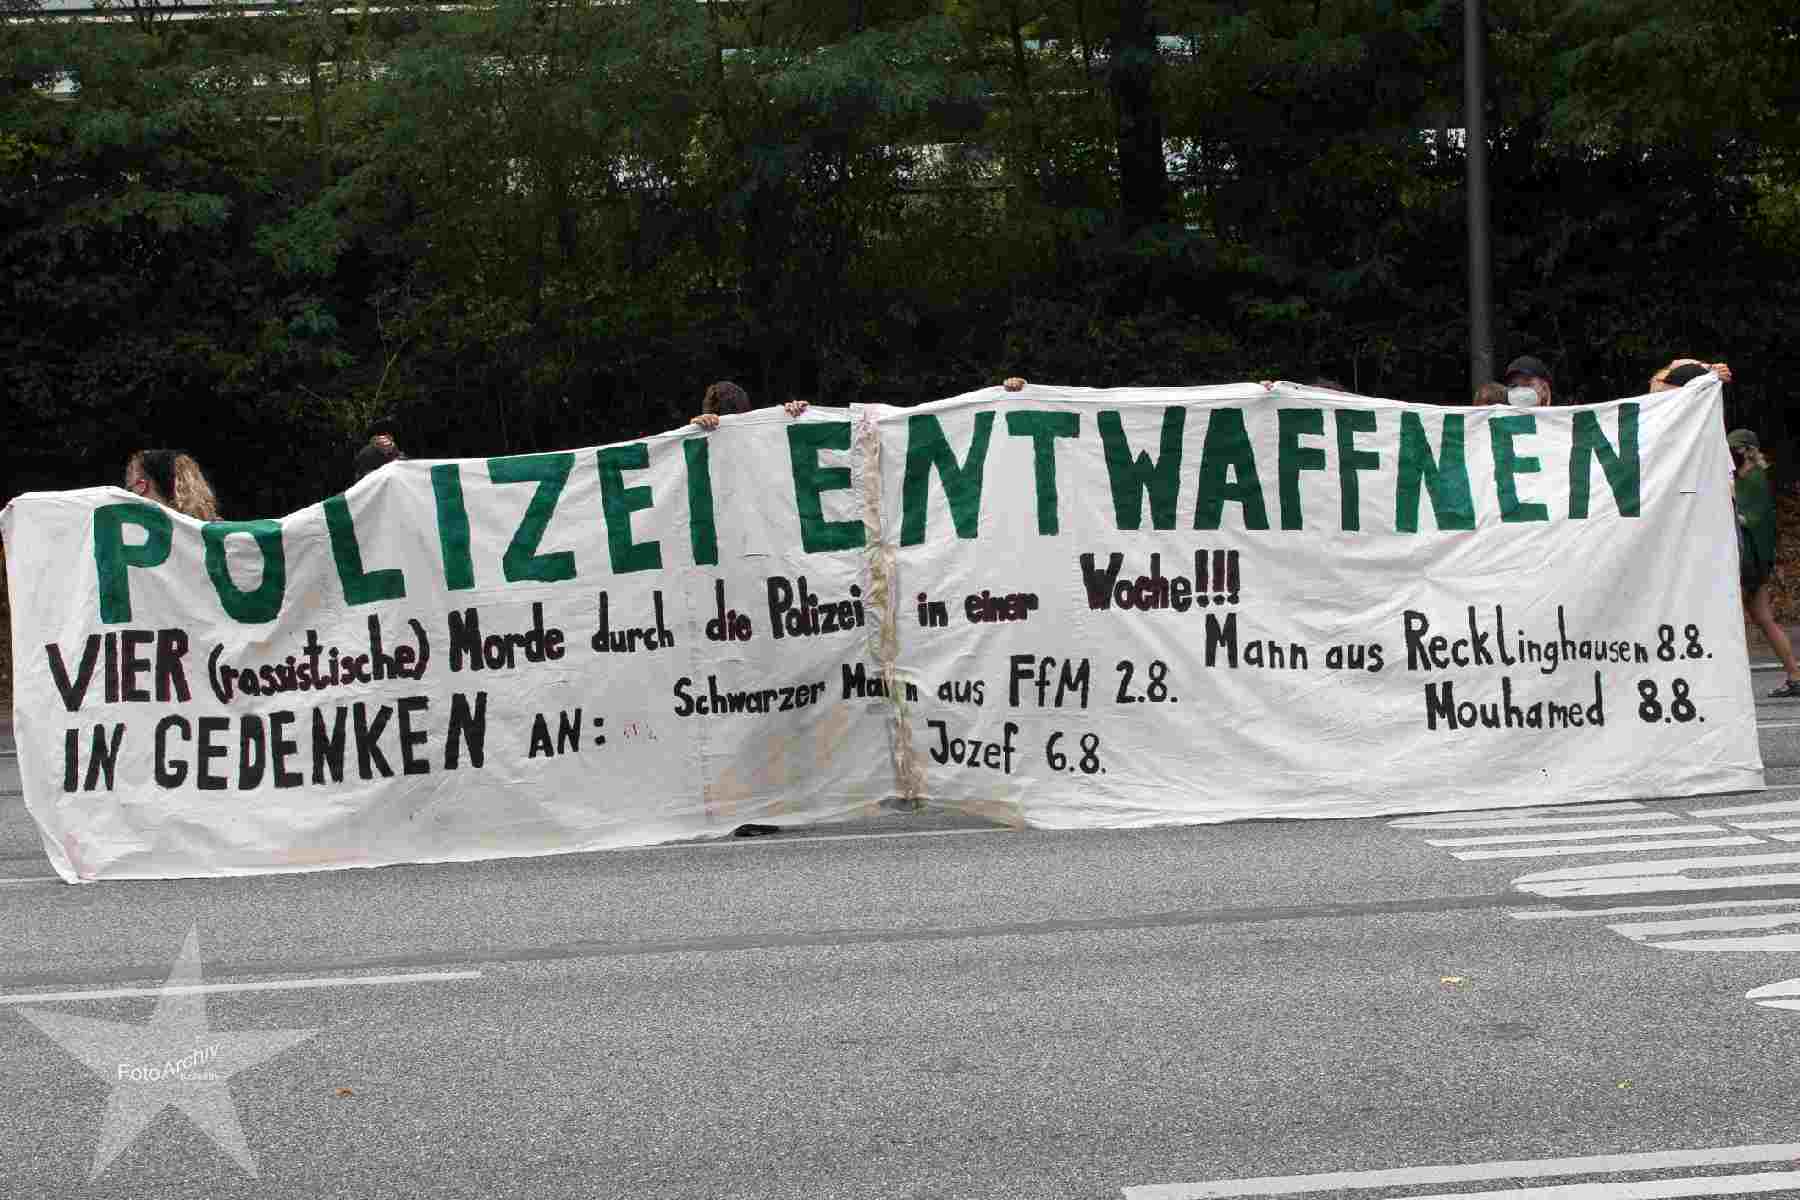 POLIZEI ENTWAFFNEN
VIER (rassistische) Morde durch die Polizei in einer Woche!!!
IN GEDENKEN AN:
Schwarzer Mann aus FfM 2.8.
Jozef 6.8.
Mann aus Recklinghausen 8.8.
Mouhamed 8.8.
FotoArchiv